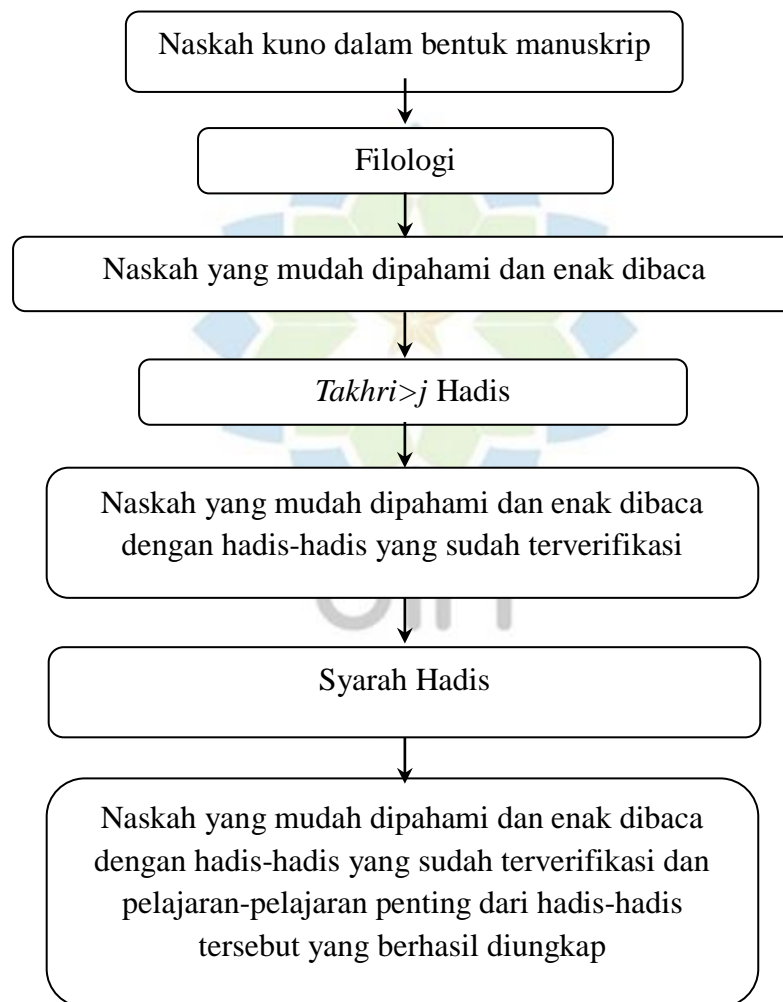 Naskah kuno dalam bentuk manuskrip
Filologi
Naskah yang mudah dipahami dan enak dibaca
Takhri>j Hadis
Naskah yang mudah dipahami dan enak dibaca
dengan hadis-hadis yang sudah terverifikasi
Syarah Hadis
Naskah yang mudah dipahami dan enak dibaca
dengan hadis-hadis yang sudah terverifikasi dan
pelajaran-pelajaran penting dari hadis-hadis
tersebut yang berhasil diungkap